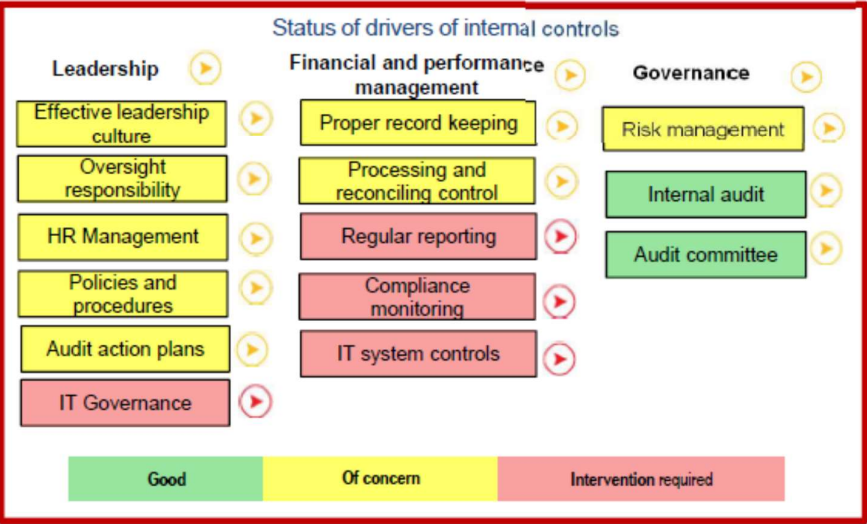 Status of drivers of internal controls
Leadership
Effective leadership
culture
Oversight
responsibility
HR Management
Policies and
procedures
Audit action plans
IT Governance
Financial and performance
management
Proper record keeping
Processing and
reconciling control
Regular reporting
Compliance
monitoring
IT system controls
Governance
Risk management
Internal audit
Audit committee
Good
Of concern
Intervention required